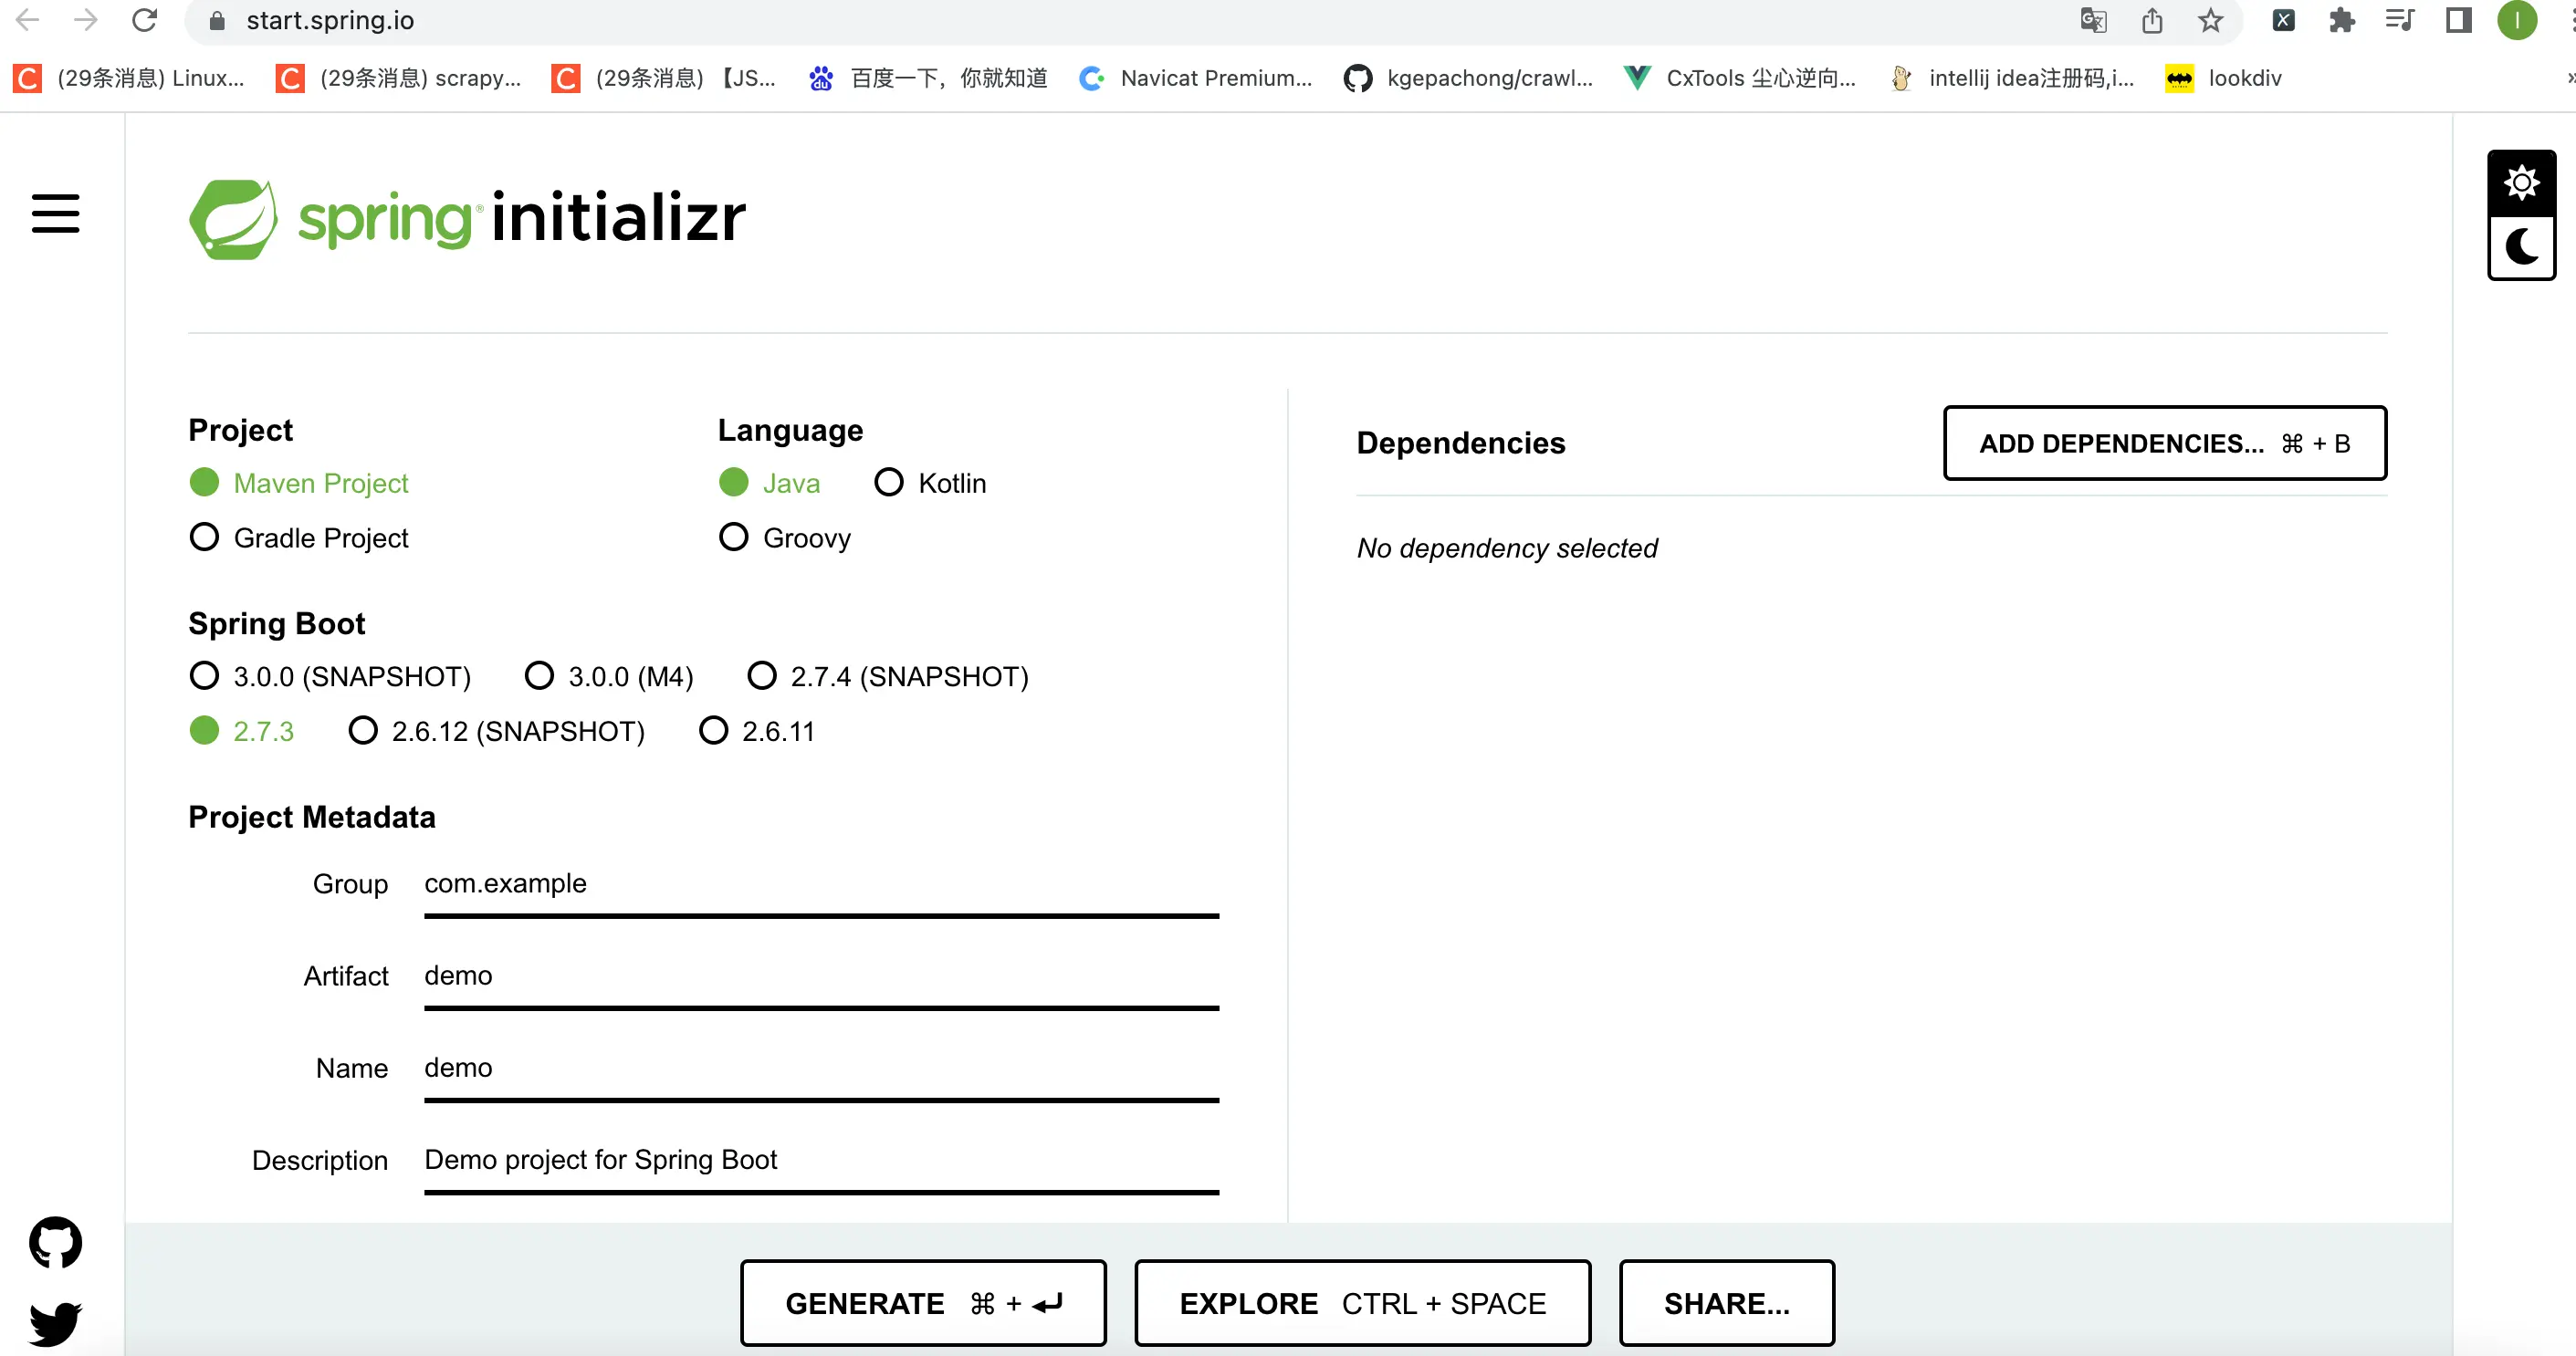 start.spring.io
(29条消息) Linux... (29条消息) scrapy... (29条消息) 【JS... 百度一下，你就知道 Navicat Premium... kgepachong/crawl... CxTools 尘心逆向... intellij idea注册码,i... lookdiv »
spring® initializr
Project
Maven Project
Gradle Project
Language
Java Kotlin
Groovy
Dependencies
ADD DEPENDENCIES... ⌘ + B
No dependency selected
Spring Boot
3.0.0 (SNAPSHOT) 3.0.0 (M4) 2.7.4 (SNAPSHOT)
2.7.3 2.6.12 (SNAPSHOT) 2.6.11
Project Metadata
Group com.example
Artifact demo
Name demo
Description Demo project for Spring Boot
GENERATE ⌘ + ↵ EXPLORE CTRL + SPACE SHARE...